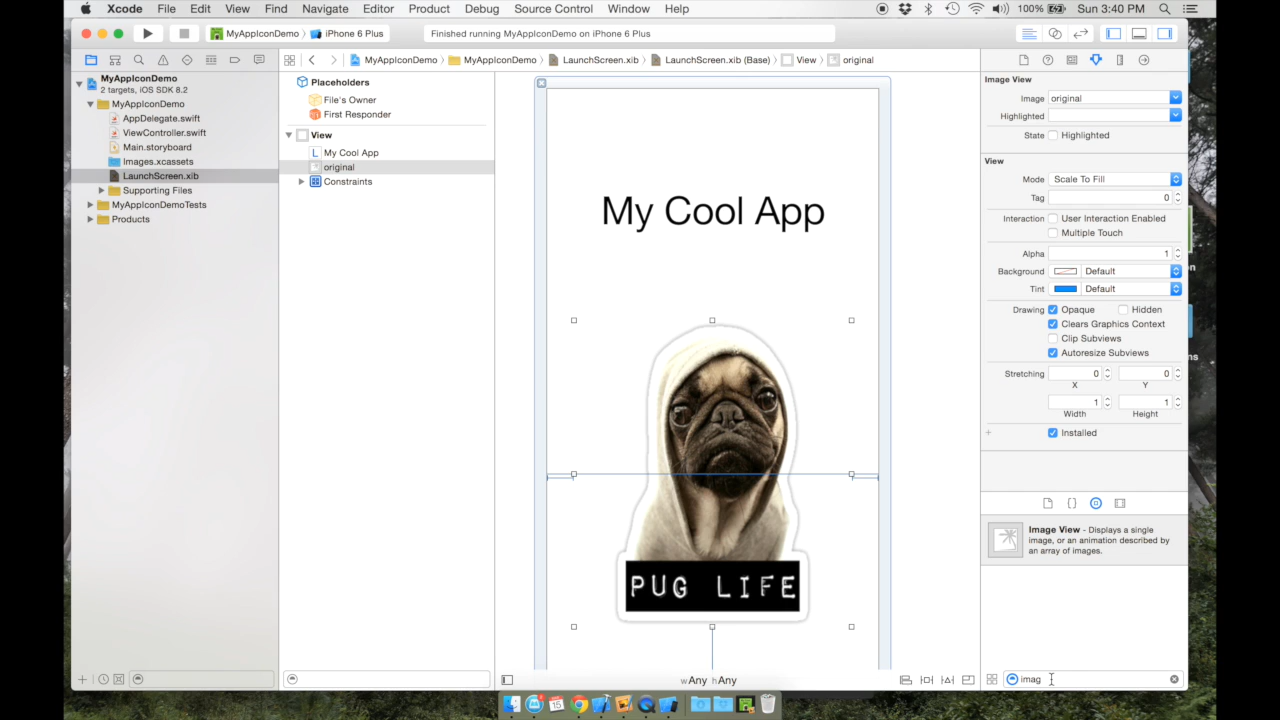 Xcode File Edit View Find Navigate Editor Product Debug Source Control Window Help 100% Sun 3:40 PM
MyAppIconDemo iPhone 6 Plus Finished running MyAppIconDemo on iPhone 6 Plus
MyAppIconDemo MyAppIconDemo LaunchScreen.xib LaunchScreen.xib (Base) View original
MyAppIconDemo
2 targets, iOS SDK 8.2
MyAppIconDemo
AppDelegate.swift
ViewController.swift
Main.storyboard
Images.xcassets
LaunchScreen.xib
Supporting Files
MyAppIconDemoTests
Products
Placeholders
File's Owner
First Responder
View
L My Cool App
original
Constraints
My Cool App
PUG LIFE
wAny hAny
Image View
Image original
Highlighted
State Highlighted
View
Mode Scale To Fill
Tag 0
Interaction User Interaction Enabled
Multiple Touch
Alpha 1
Background Default
Tint Default
Drawing Opaque Hidden
Clears Graphics Context
Clip Subviews
Autoresize Subviews
Stretching 0 0
X Y
1 1
Width Height
Installed
Image View - Displays a single
image, or an animation described by
an array of images.
imag
15